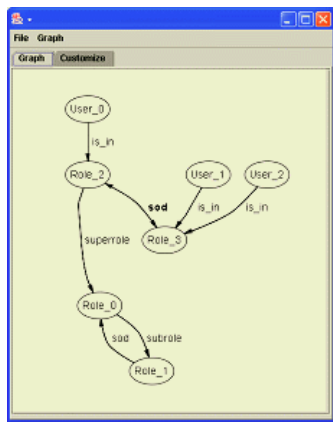 File Graph
Graph Customize
User_0
is_in
Role_2 User_1 User_2
sod is_in is_in
superrole Role_3
Role_0
sod subrole
Role_1